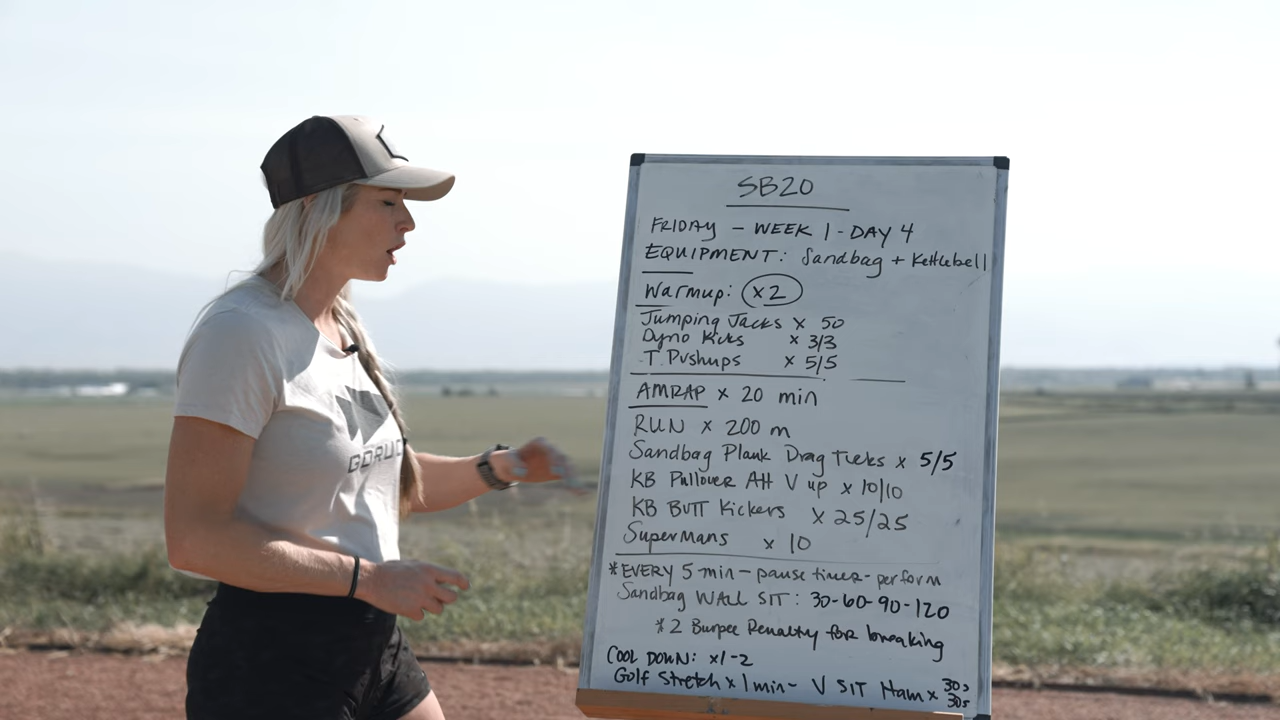 SB20
FRIDAY - WEEK 1 - DAY 4
EQUIPMENT: Sandbag + Kettlebell
Warmup: x2
Jumping Jacks x 50
Dyno Kicks x 3/3
T. Pushups x 5/5
AMRAP x 20 min
RUN x 200 m
Sandbag Plank Drag Tucks x 5/5
KB Pullover Alt V up x 10/10
KB BUTT Kickers x 25/25
Supermans x 10
*EVERY 5 min - pause timer - perform
Sandbag WALL SIT: 30-60-90-120
*2 Burpee Penalty for breaking
COOL DOWN: x1-2
Golf Stretch x 1 min - V SIT Ham x 30s
30s
GORUC